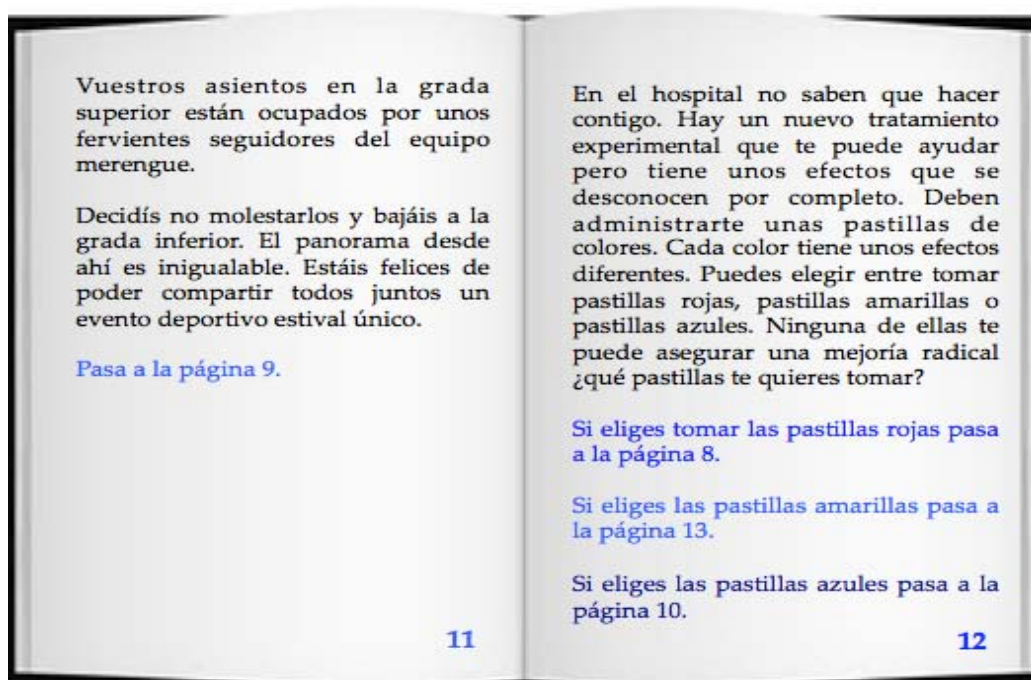 Vuestros asientos en la grada
superior están ocupados por unos
fervientes seguidores del equipo
merengue.
Decidís no molestarlos y bajáis a la
grada inferior. El panorama desde
ahí es inigualable. Estáis felices de
poder compartir todos juntos un
evento deportivo estival único.
Pasa a la página 9.
11
En el hospital no saben que hacer
contigo. Hay un nuevo tratamiento
experimental que te puede ayudar
pero tiene unos efectos que se
desconocen por completo. Deben
administrarte unas pastillas de
colores. Cada color tiene unos efectos
diferentes. Puedes elegir entre tomar
pastillas rojas, pastillas amarillas o
pastillas azules. Ninguna de ellas te
puede asegurar una mejoría radical
¿qué pastillas te quieres tomar?
Si eliges tomar las pastillas rojas pasa
a la página 8.
Si eliges las pastillas amarillas pasa a
la página 13.
Si eliges las pastillas azules pasa a la
página 10.
12